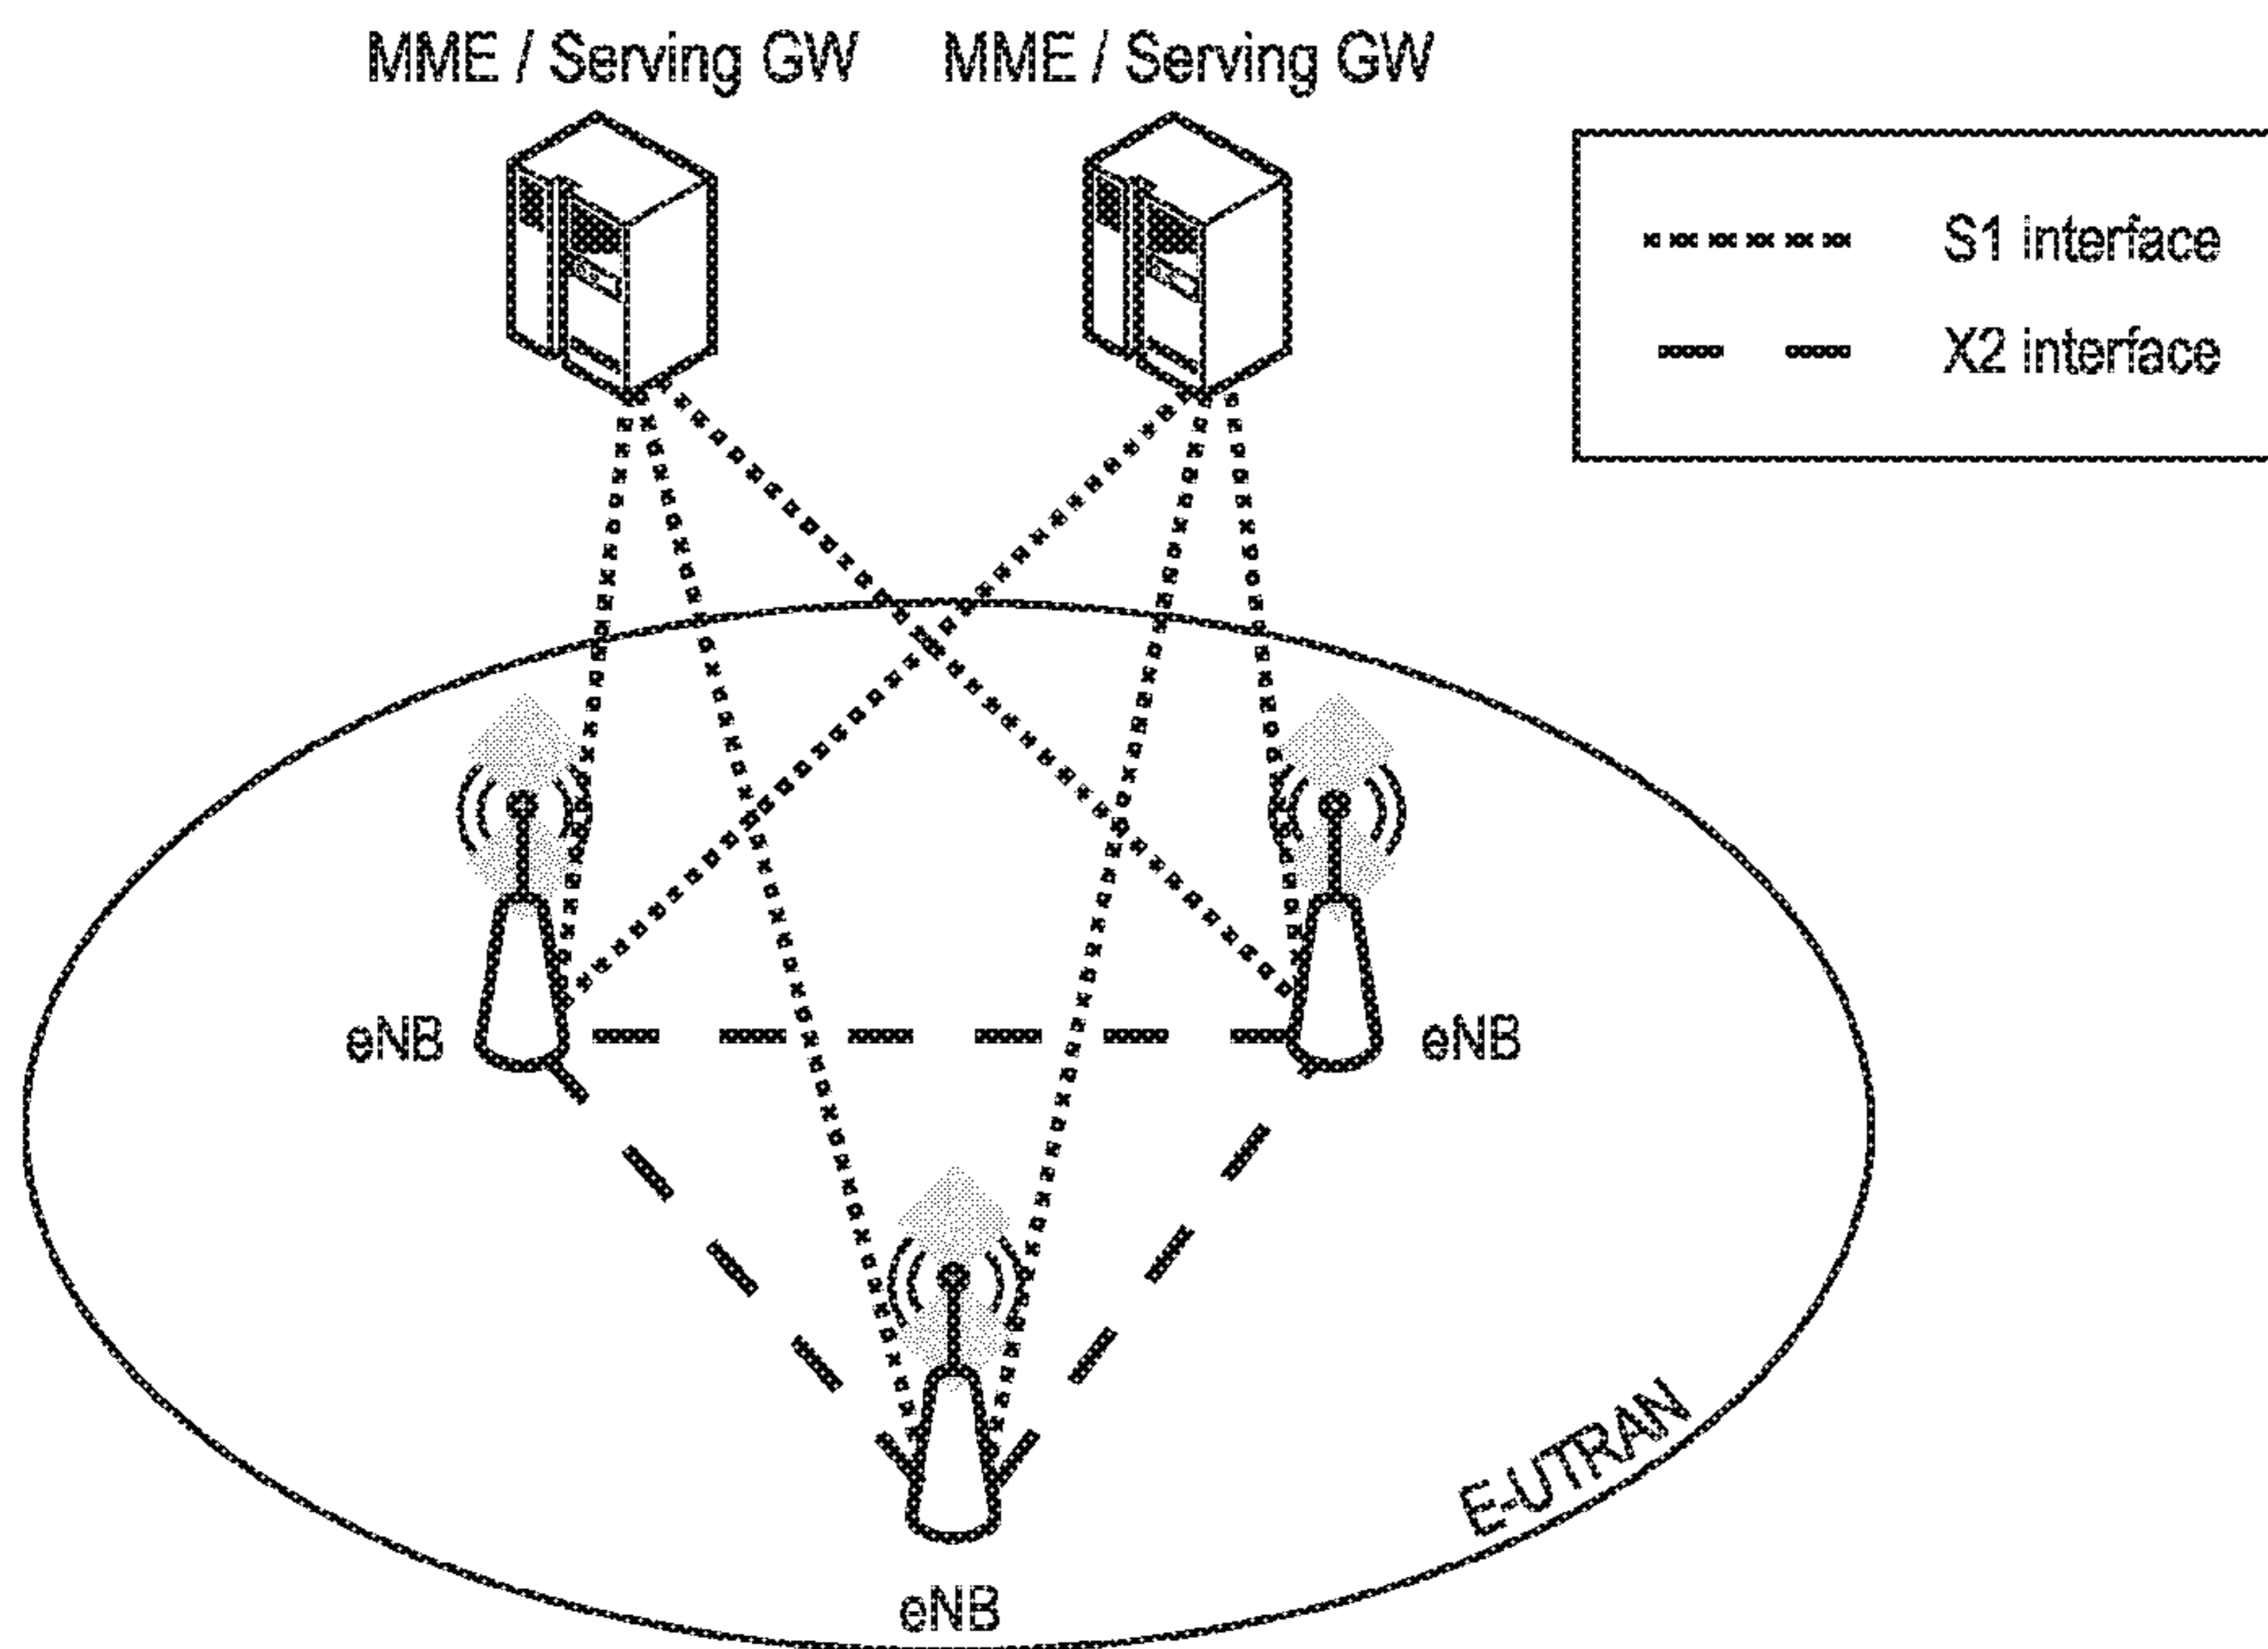 MME / Serving GW
MME / Serving GW
S1 interface
X2 interface
eNB
eNB
E-UTRAN
eNB